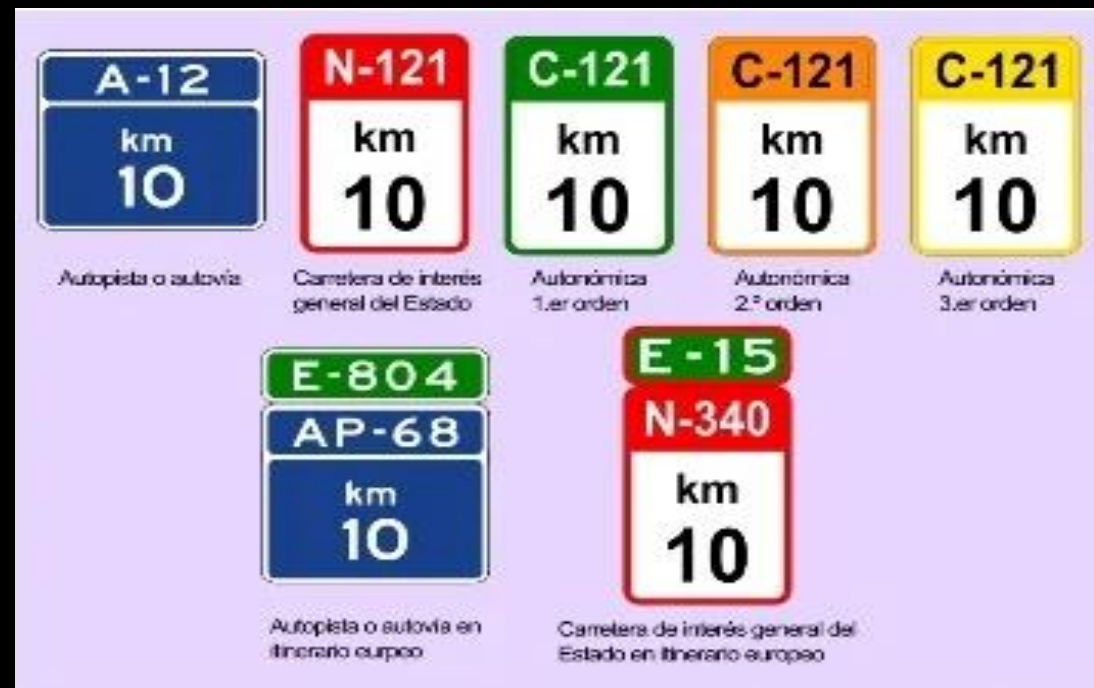 A-12
km
10
N-121
km
10
C-121
km
10
C-121
km
10
C-121
km
10
Autopista o autovía
Carretera de interés
general del Estado
Autonómica
1.er orden
Autonómica
2.º orden
Autonómica
3.er orden
E-804
AP-68
km
10
E-15
N-340
km
10
Autopista o autovía en
itinerario eurpeo
Carretera de interés general del
Estado en itinerario europeo